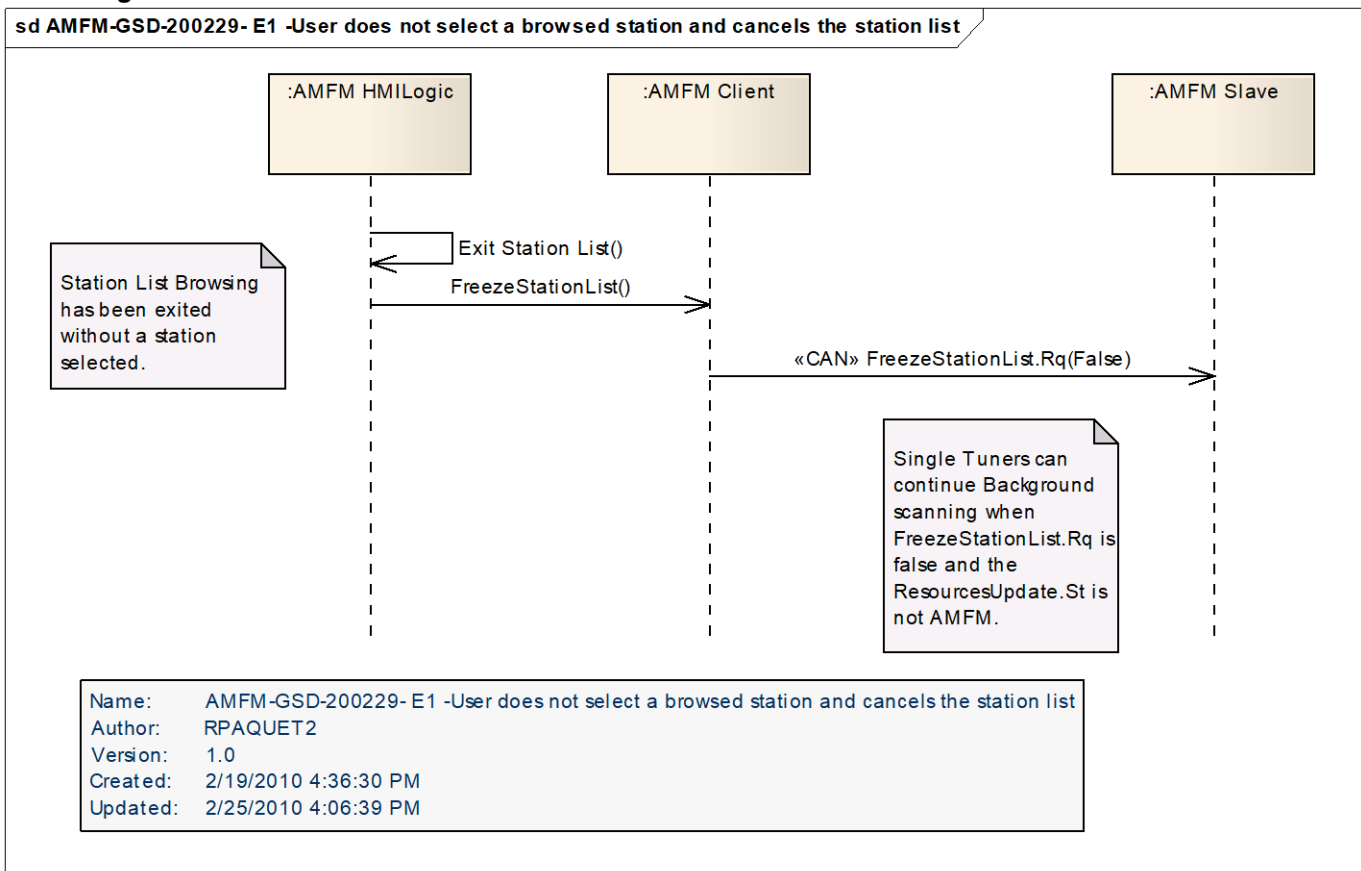 sd AMFM-GSD-200229- E1 -User does not select a browsed station and cancels the station list
:AMFM HMILogic
:AMFM Client
:AMFM Slave
Exit Station List()
FreezeStationList()
Station List Browsing
has been exited
without a station
selected.
«CAN» FreezeStationList.Rq(False)
Single Tuners can
continue Background
scanning when
FreezeStationList.Rq is
false and the
ResourcesUpdate.St is
not AMFM.
Name: AMFM-GSD-200229- E1 -User does not select a browsed station and cancels the station list
Author: RPAQUET2
Version: 1.0
Created: 2/19/2010 4:36:30 PM
Updated: 2/25/2010 4:06:39 PM